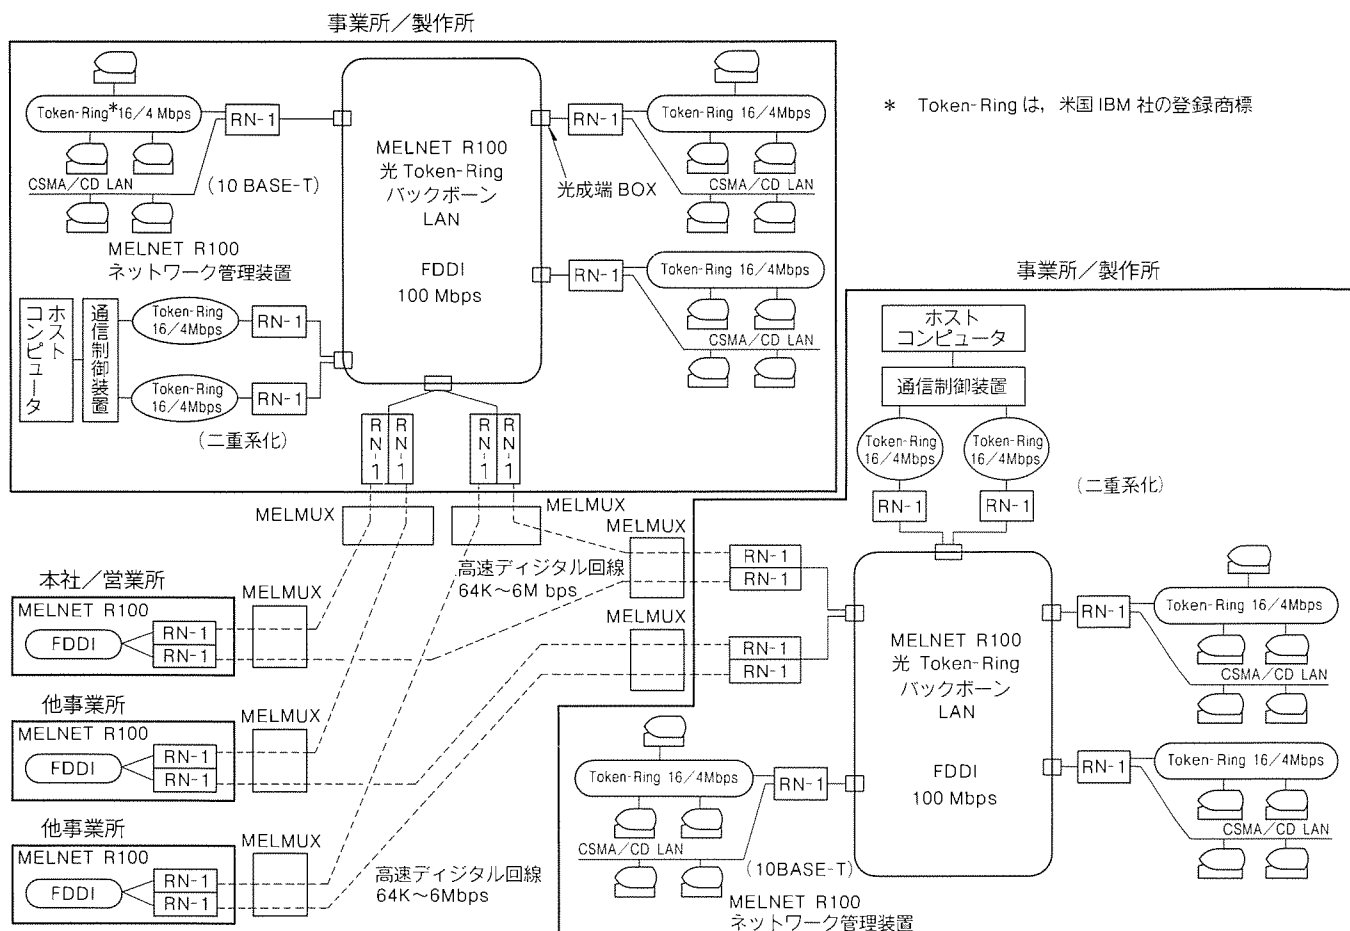 事業所／製作所
Token-Ring* 16／4 Mbps
RN-1
CSMA／CD LAN
(10 BASE-T)
MELNET R100
ネットワーク管理装置
ホストコンピュータ
通信制御装置
Token-Ring
16／4Mbps
RN-1
Token-Ring
16／4Mbps
RN-1
(二重系化)
MELNET R100
光 Token-Ring
バックボーン
LAN
FDDI
100 Mbps
RN-1
光成端 BOX
Token-Ring 16／4Mbps
CSMA／CD LAN
RN-1
Token-Ring 16／4Mbps
CSMA／CD LAN
RN-1
RN-1
RN-1
RN-1
* Token-Ring は，米国 IBM 社の登録商標
MELMUX
MELMUX
MELMUX
高速ディジタル回線
64K～6M bps
MELMUX
本社／営業所
MELNET R100
FDDI
RN-1
RN-1
MELMUX
他事業所
MELNET R100
FDDI
RN-1
RN-1
MELMUX
他事業所
MELNET R100
FDDI
RN-1
RN-1
MELMUX
高速ディジタル回線
64K～6Mbps
事業所／製作所
ホスト
コンピュータ
通信制御装置
Token-Ring
16／4Mbps
Token-Ring
16／4Mbps
RN-1
RN-1
(二重系化)
RN-1
RN-1
RN-1
RN-1
MELNET R100
光 Token-Ring
バックボーン
LAN
FDDI
100 Mbps
RN-1
Token-Ring 16／4Mbps
CSMA／CD LAN
RN-1
Token-Ring 16／4Mbps
CSMA／CD LAN
Token-Ring 16／4Mbps
RN-1
CSMA／CD LAN
(10BASE-T)
MELNET R100
ネットワーク管理装置